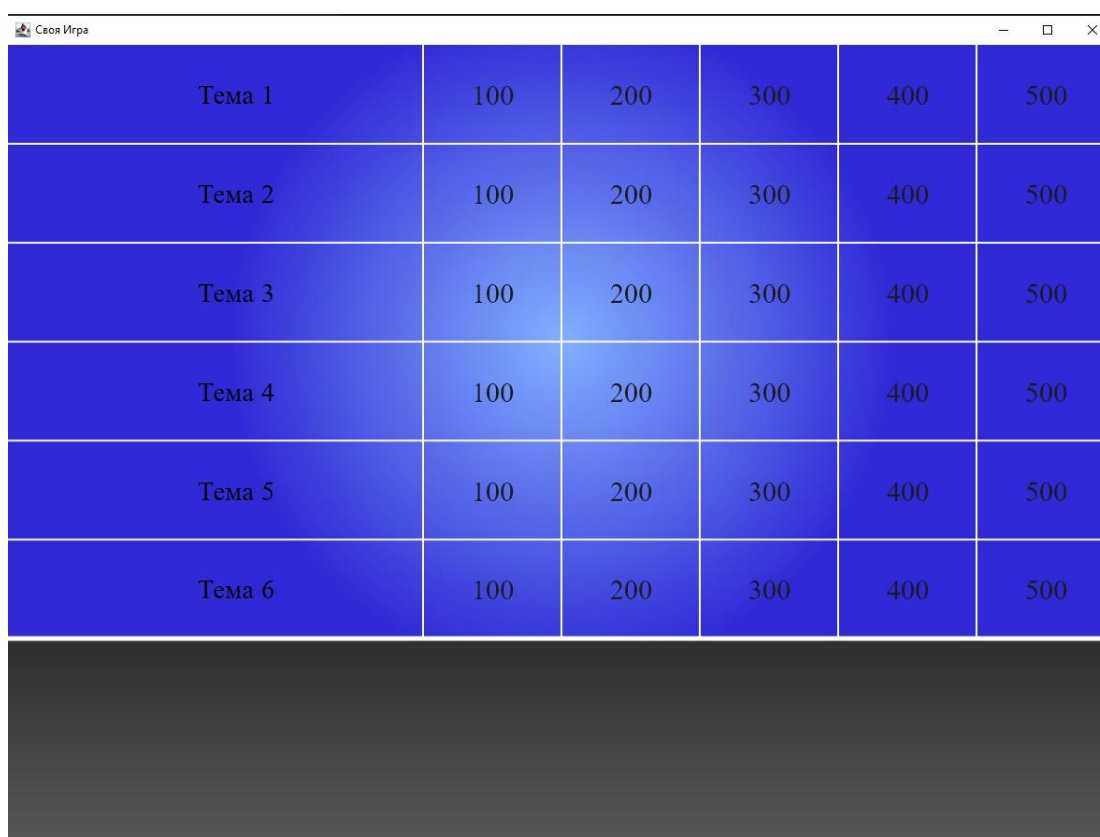 Своя Игра
Тема 1 100 200 300 400 500
Тема 2 100 200 300 400 500
Тема 3 100 200 300 400 500
Тема 4 100 200 300 400 500
Тема 5 100 200 300 400 500
Тема 6 100 200 300 400 500